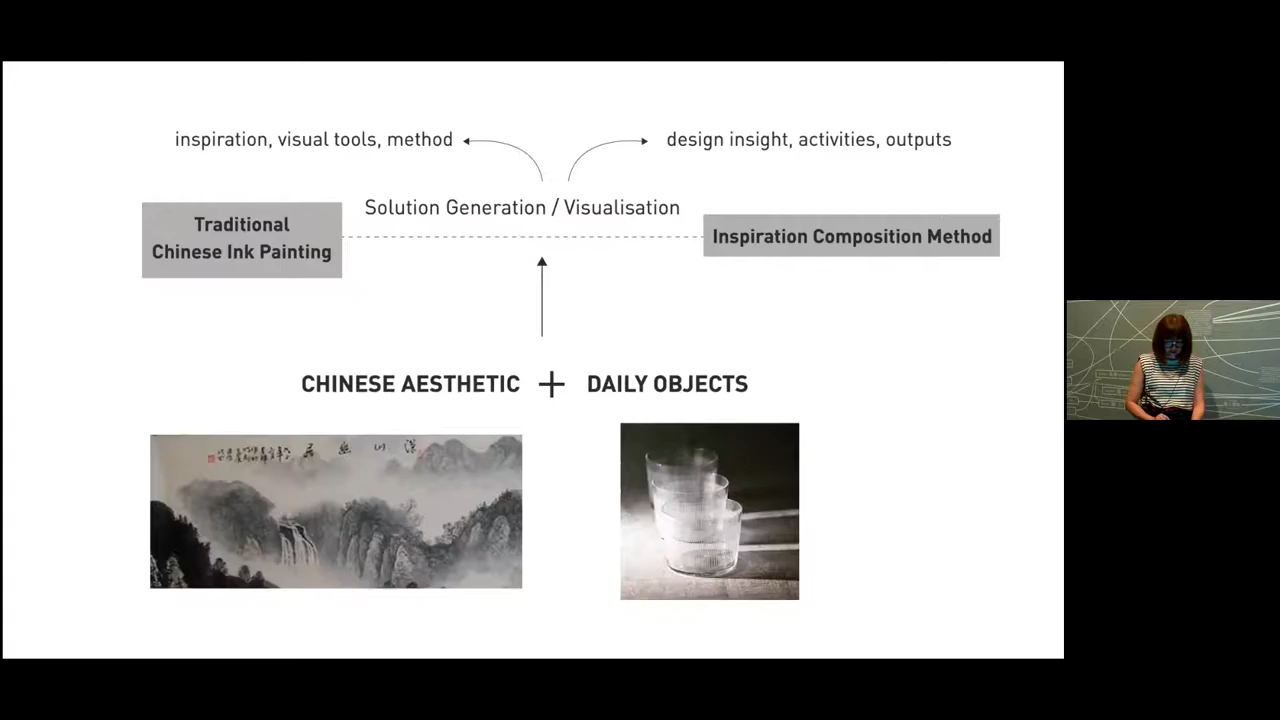 inspiration, visual tools, method
design insight, activities, outputs
Solution Generation / Visualisation
Traditional
Chinese Ink Painting
Inspiration Composition Method
CHINESE AESTHETIC + DAILY OBJECTS